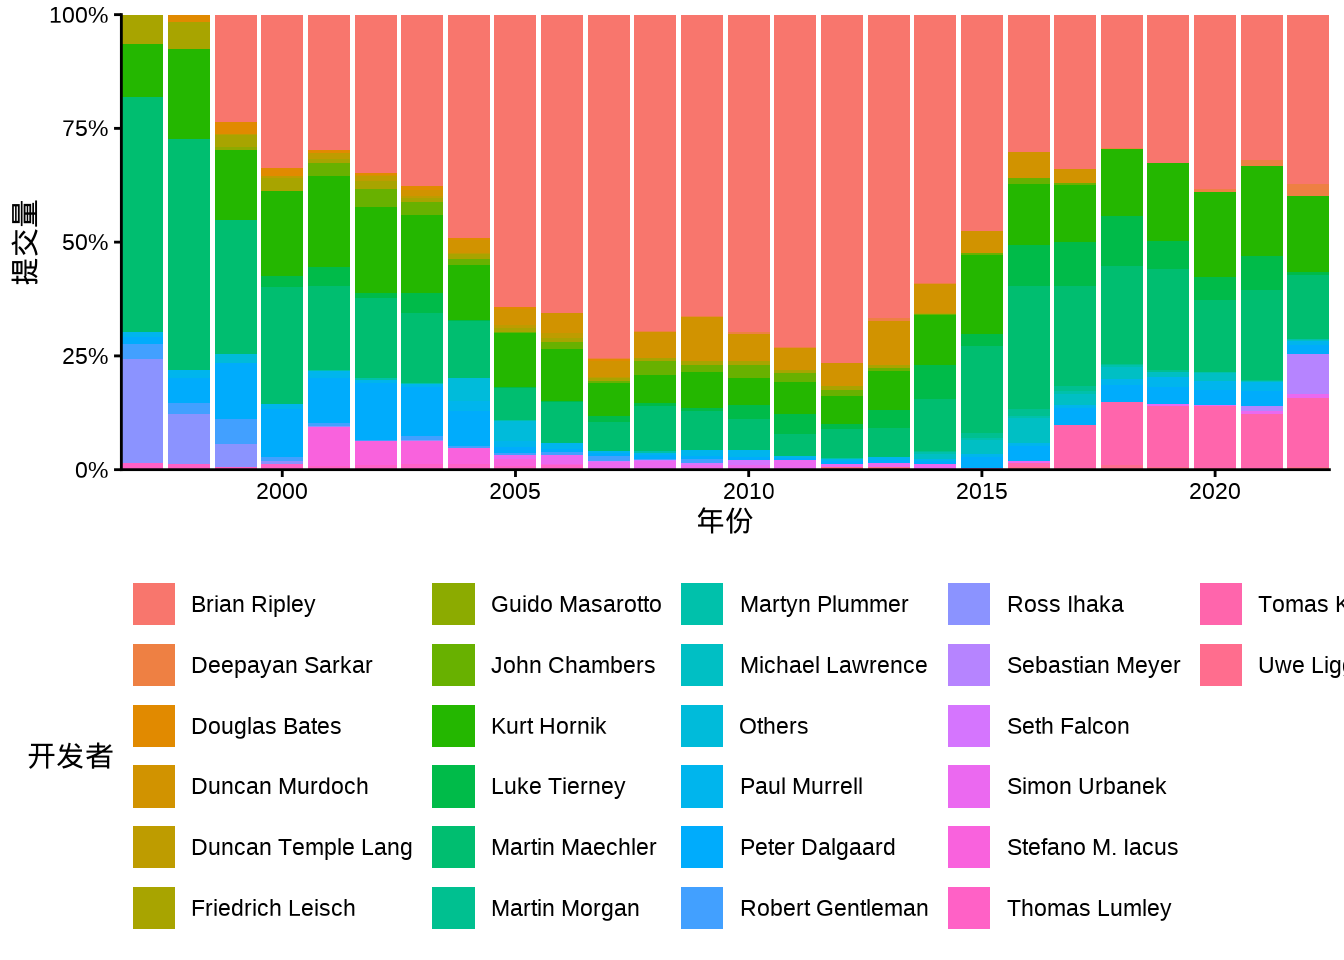 提交量
100%
75%
50%
25%
0%
2000 2005 2010 2015 2020
年份
开发者
Brian Ripley
Deepayan Sarkar
Douglas Bates
Duncan Murdoch
Duncan Temple Lang
Friedrich Leisch
Guido Masarotto
John Chambers
Kurt Hornik
Luke Tierney
Martin Maechler
Martin Morgan
Martyn Plummer
Michael Lawrence
Others
Paul Murrell
Peter Dalgaard
Robert Gentleman
Ross Ihaka
Sebastian Meyer
Seth Falcon
Simon Urbanek
Stefano M. Iacus
Thomas Lumley
Tomas
Uwe